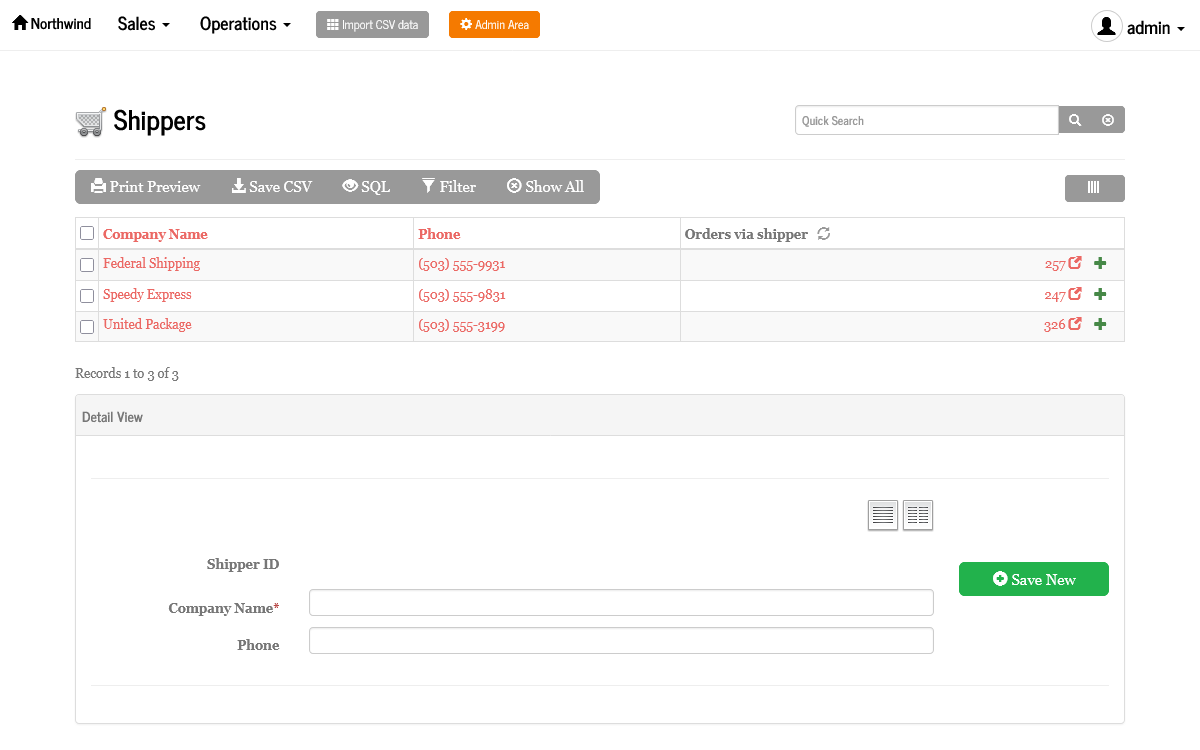 Northwind Sales Operations Import CSV data Admin Area admin
Shippers
Quick Search
Print Preview Save CSV SQL Filter Show All
Company Name Phone Orders via shipper
Federal Shipping (503) 555-9931 257
Speedy Express (503) 555-9831 247
United Package (503) 555-3199 326
Records 1 to 3 of 3
Detail View
Shipper ID
Save New
Company Name*
Phone